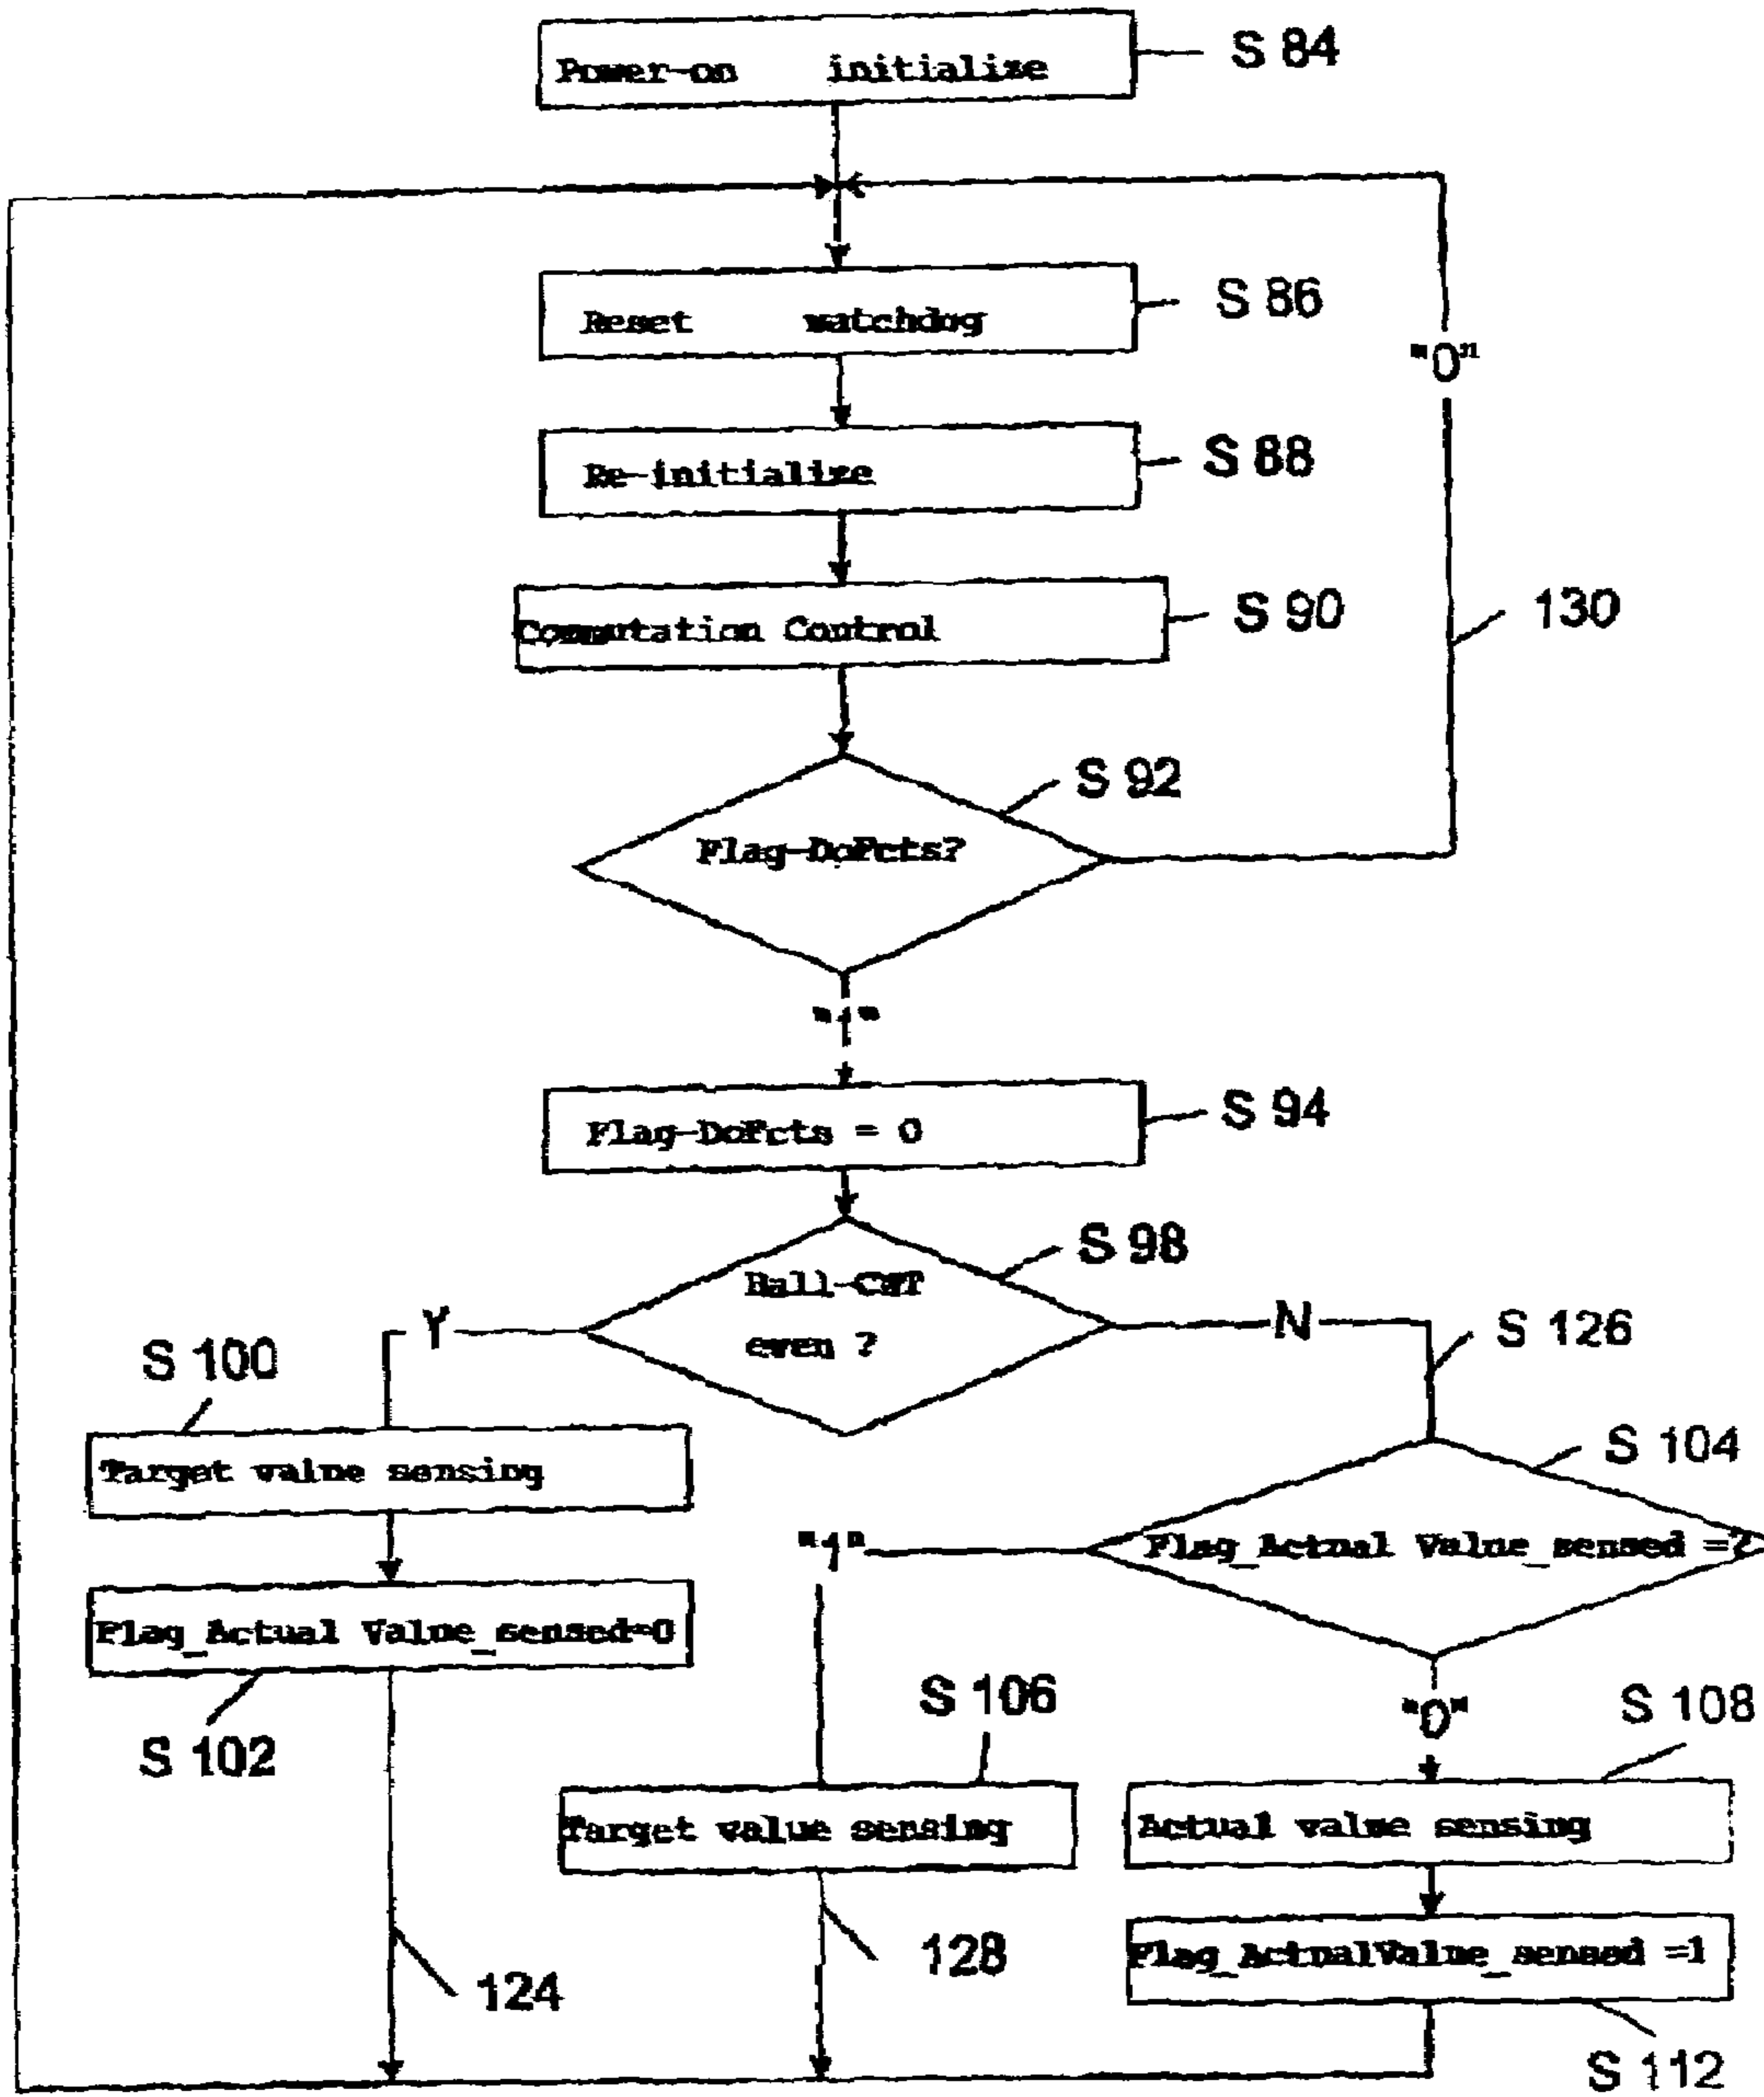 Power-on initialize
S 84
Reset watchdog
S 86
"0"
Re-initialize
S 88
Commutation Control
S 90
130
S 92
Flag-DoFcts?
"1"
Flag-DoFcts = 0
S 94
S 98
Hall-CNT
even ?
Y
N
S 126
S 100
Target value sensing
S 104
Flag_Actual Value_sensed =?
"1"
Flag_Actual Value_sensed=0
S 102
S 106
"0"
S 108
Target value sensing
Actual value sensing
128
Flag_ActualValue_sensed =1
124
S 112